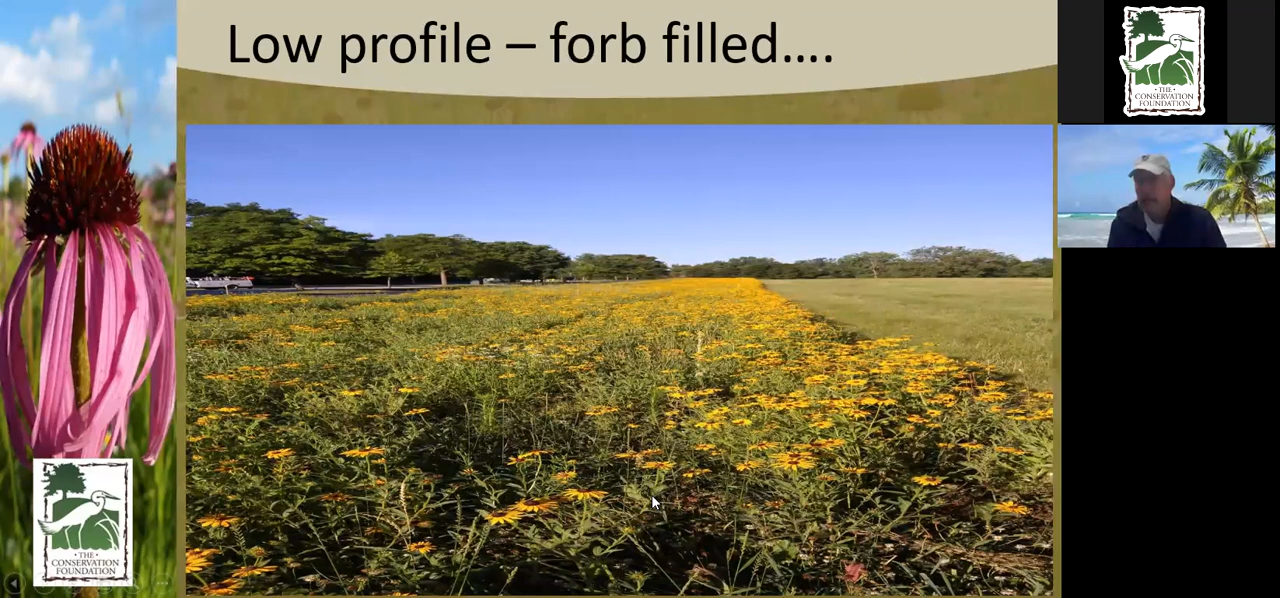 Low profile – forb filled....
• THE •
CONSERVATION
FOUNDATION
• THE •
CONSERVATION
FOUNDATION